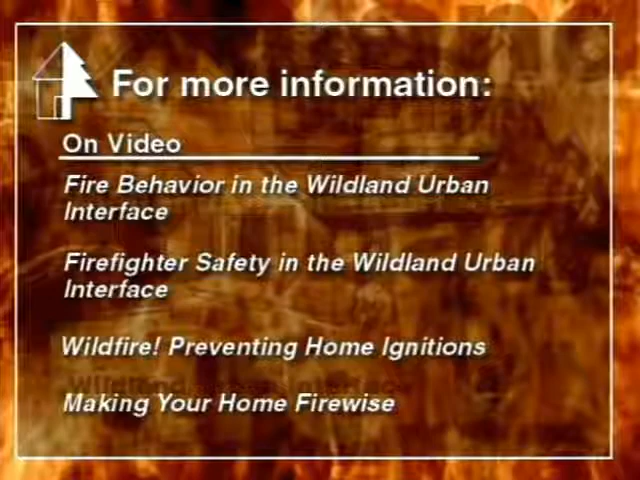 For more information:
On Video
Fire Behavior in the Wildland Urban
Interface
Firefighter Safety in the Wildland Urban
Interface
Wildfire! Preventing Home Ignitions
Wildland
Making Your Home Firewise